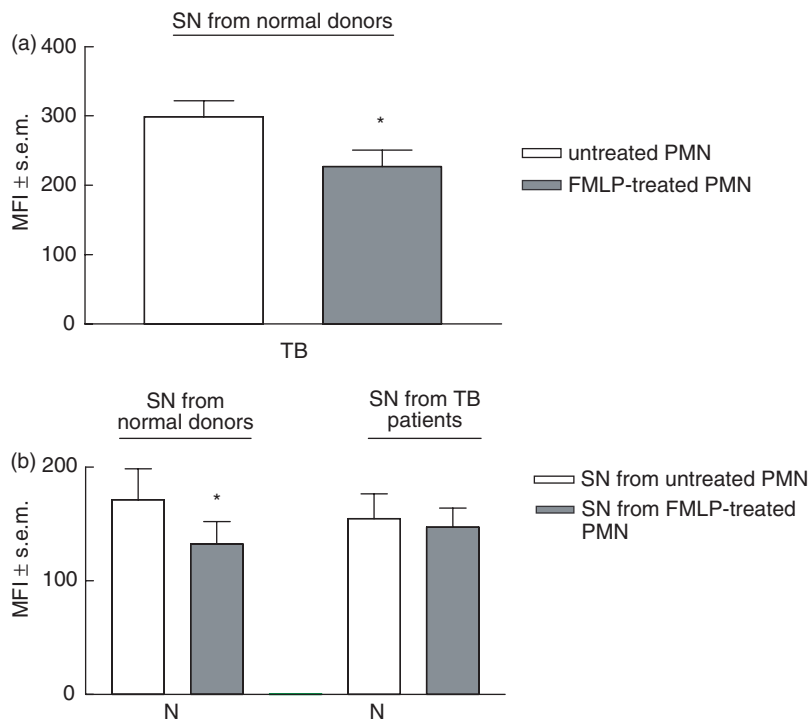 SN from normal donors
(a)
400
300
200
100
0
MFI ± s.e.m.
*
TB
untreated PMN
FMLP-treated PMN
SN from
normal donors
SN from TB
patients
(b)
200
100
0
MFI ± s.e.m.
*
N
N
SN from untreated PMN
SN from FMLP-treated
PMN